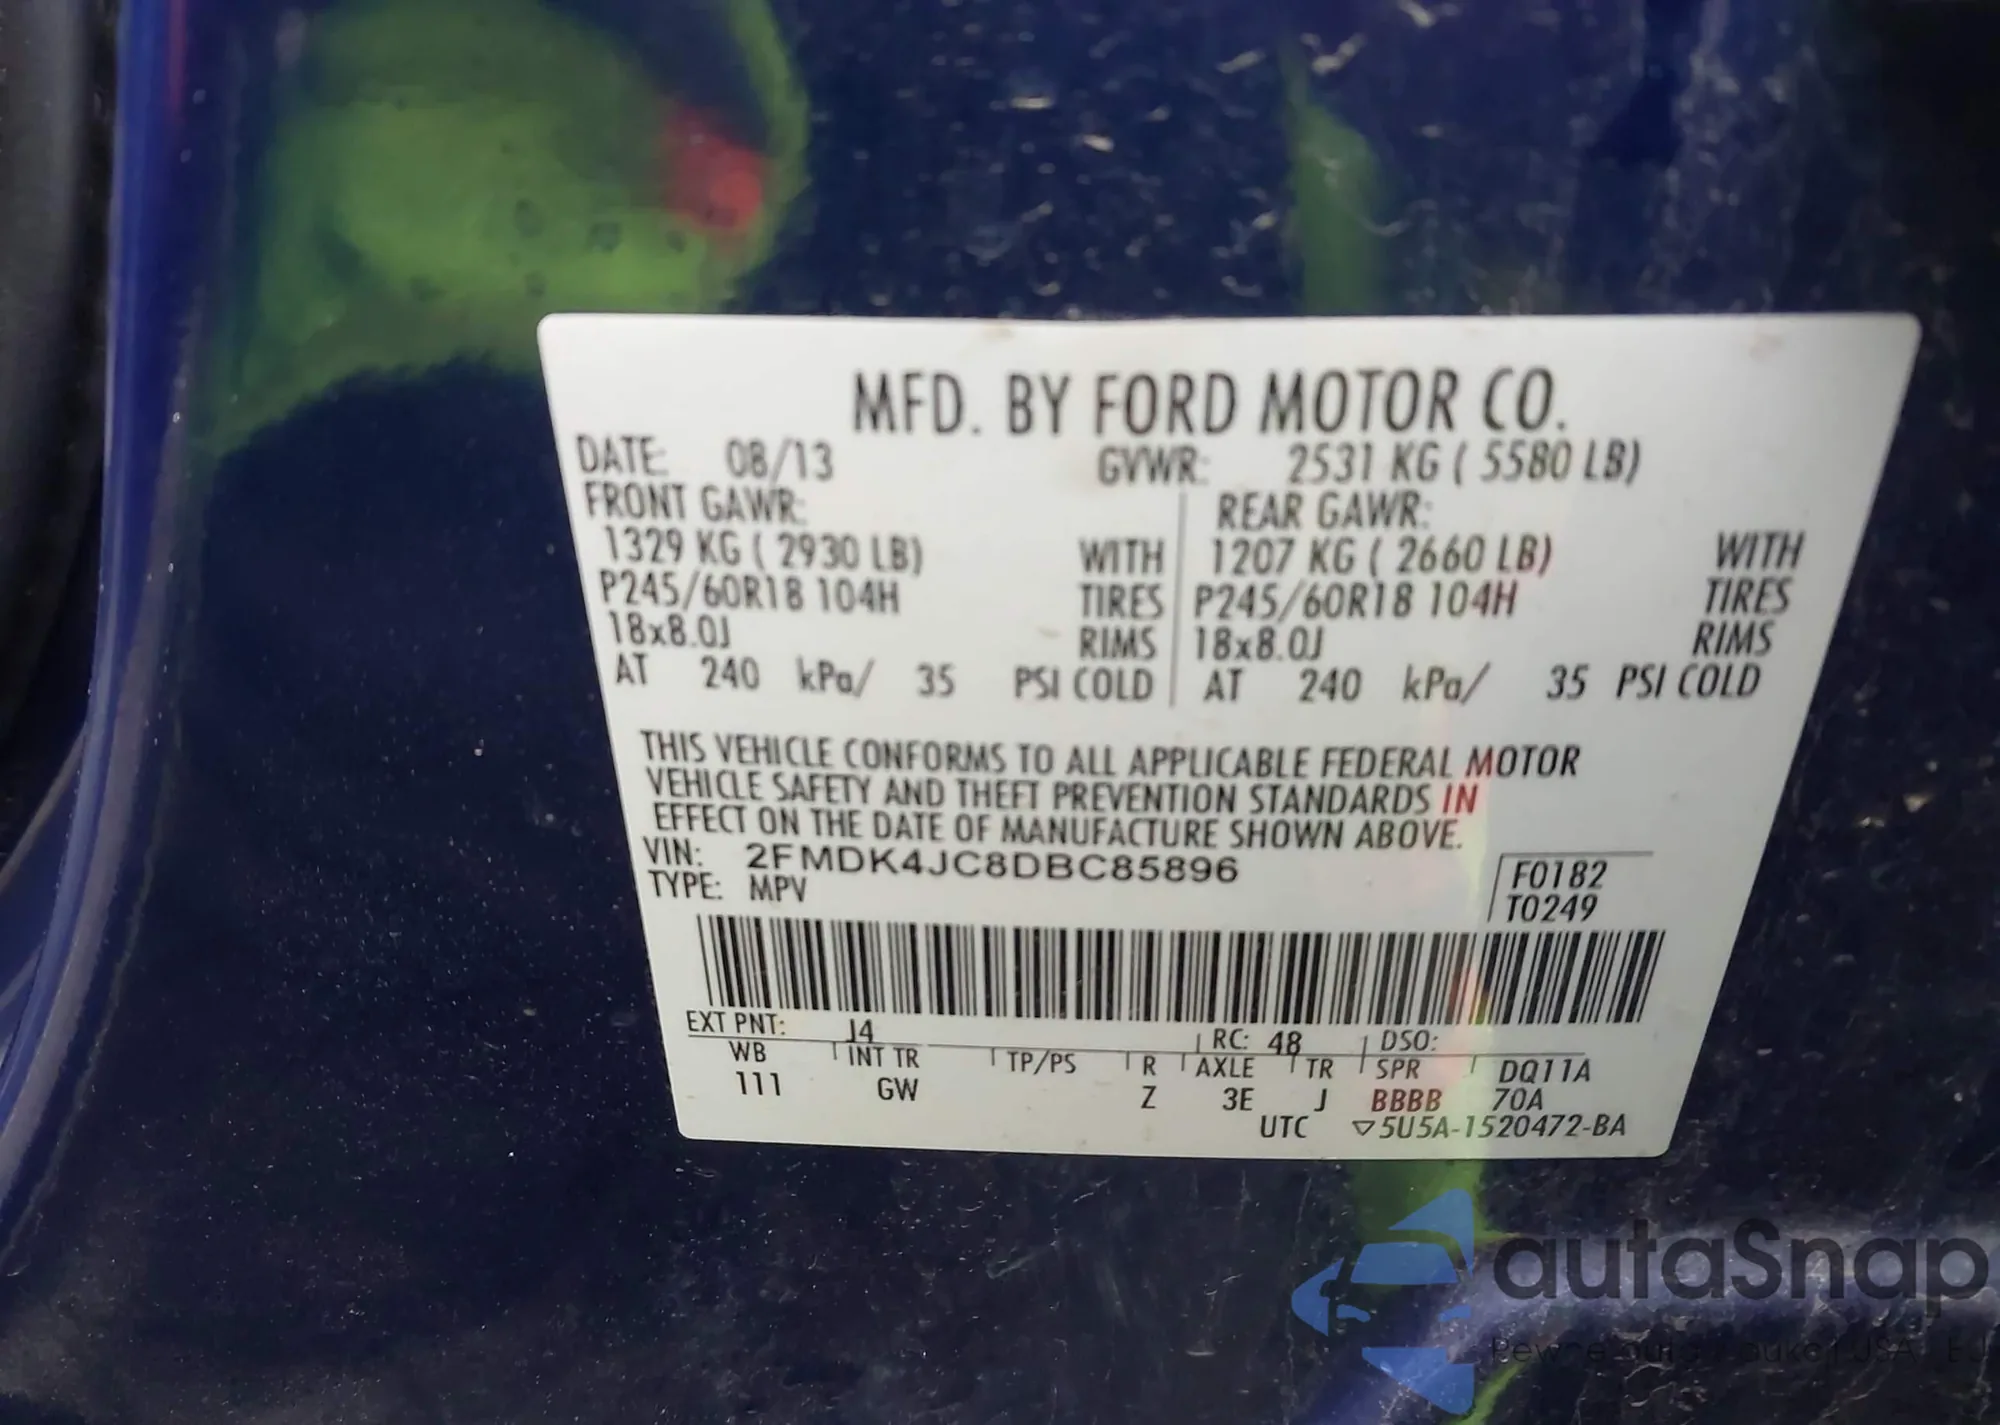 MFD. BY FORD MOTOR CO.
DATE: 08/13 GVWR: 2531 KG ( 5580 LB)
FRONT GAWR: REAR GAWR:
1329 KG ( 2930 LB) WITH 1207 KG ( 2660 LB) WITH
P245/60R18 104H TIRES P245/60R18 104H TIRES
18x8.0J RIMS 18x8.0J RIMS
AT 240 kPa/ 35 PSI COLD AT 240 kPa/ 35 PSI COLD
THIS VEHICLE CONFORMS TO ALL APPLICABLE FEDERAL MOTOR
VEHICLE SAFETY AND THEFT PREVENTION STANDARDS IN
EFFECT ON THE DATE OF MANUFACTURE SHOWN ABOVE.
VIN: 2FMDK4JC8DBC85896
TYPE: MPV
F0182
T0249
EXT PNT: J4 RC: 48 DSO:
WB INT TR TP/PS R AXLE TR SPR DQ11A
111 GW Z 3E J BBBB 70A
UTC ▽5U5A-1520472-BA
autaSnap
USA